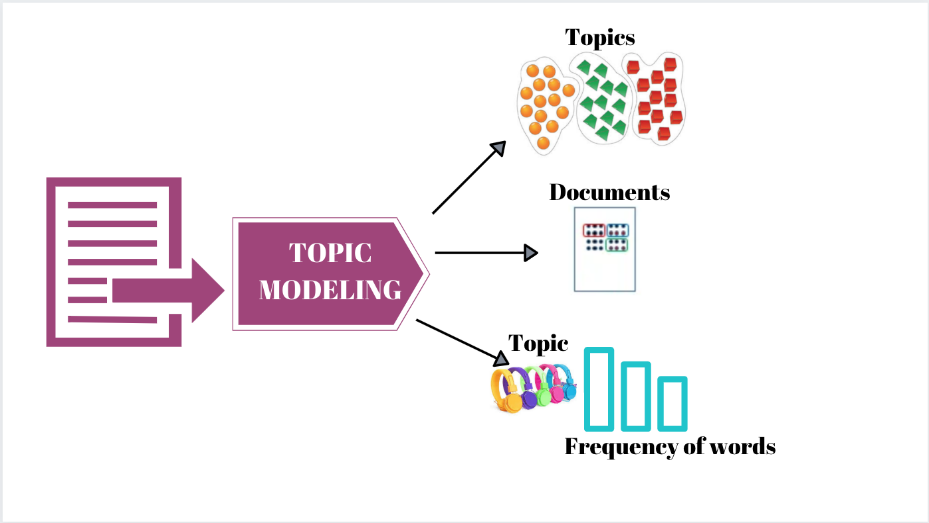 Topics
Documents
TOPIC
MODELING
Topic
Frequency of words